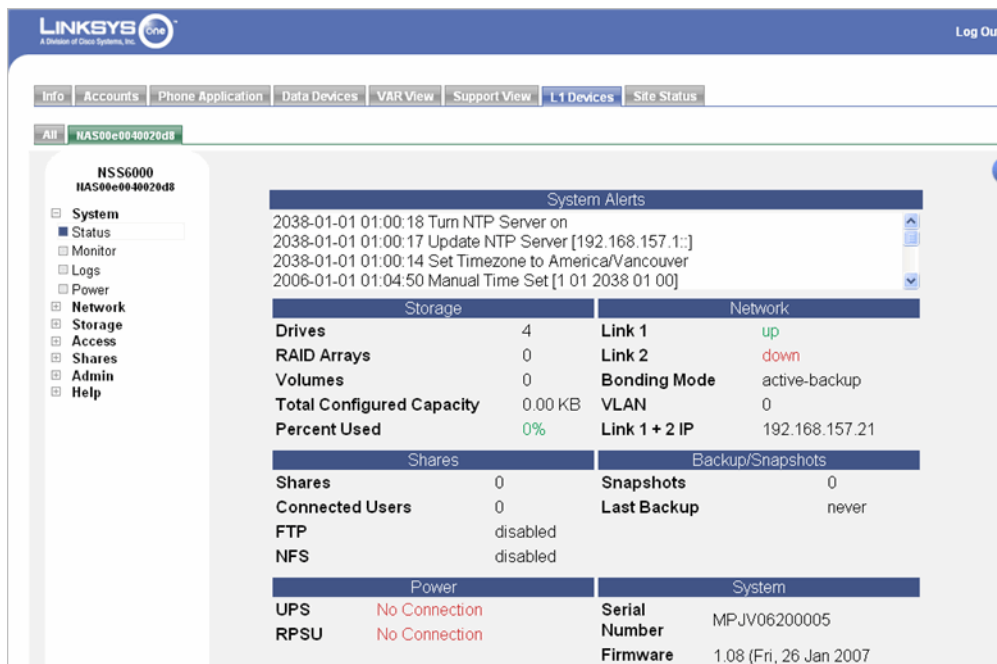 LINKSYS one
A Division of Cisco Systems, Inc.
Log Ou
Info Accounts Phone Application Data Devices VAR View Support View L1 Devices Site Status
All NAS00e0040020d8
NSS6000
NAS00e0040020d8
System
Status
Monitor
Logs
Power
Network
Storage
Access
Shares
Admin
Help
System Alerts
2038-01-01 01:00:18 Turn NTP Server on
2038-01-01 01:00:17 Update NTP Server [192.168.157.1::]
2038-01-01 01:00:14 Set Timezone to America/Vancouver
2006-01-01 01:04:50 Manual Time Set [1 01 2038 01 00]
Storage
Drives 4
RAID Arrays 0
Volumes 0
Total Configured Capacity 0.00 KB
Percent Used 0%
Network
Link 1 up
Link 2 down
Bonding Mode active-backup
VLAN 0
Link 1 + 2 IP 192.168.157.21
Shares
Shares 0
Connected Users 0
FTP disabled
NFS disabled
Backup/Snapshots
Snapshots 0
Last Backup never
Power
UPS No Connection
RPSU No Connection
System
Serial Number MPJV06200005
Firmware 1.08 (Fri, 26 Jan 2007